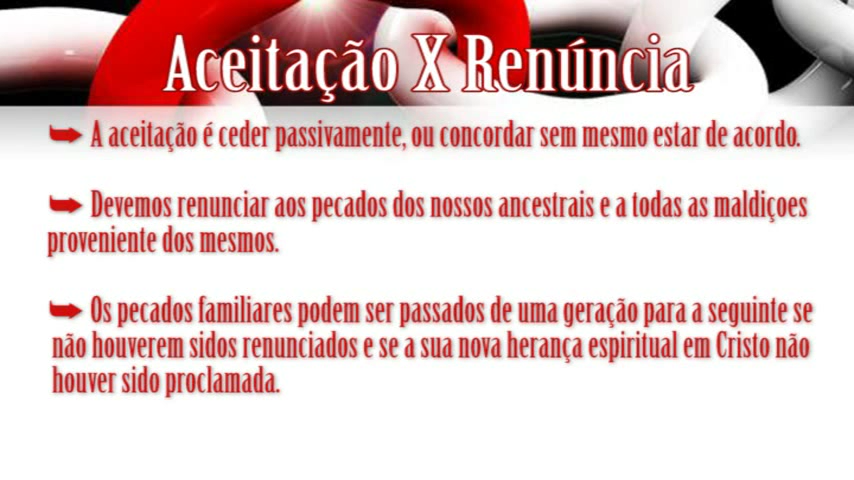 Aceitação X Renúncia
➥ A aceitação é ceder passivamente, ou concordar sem mesmo estar de acordo.
➥ Devemos renunciar aos pecados dos nossos ancestrais e a todas as maldiçoes
proveniente dos mesmos.
➥ Os pecados familiares podem ser passados de uma geração para a seguinte se
não houverem sidos renunciados e se a sua nova herança espiritual em Cristo não
houver sido proclamada.